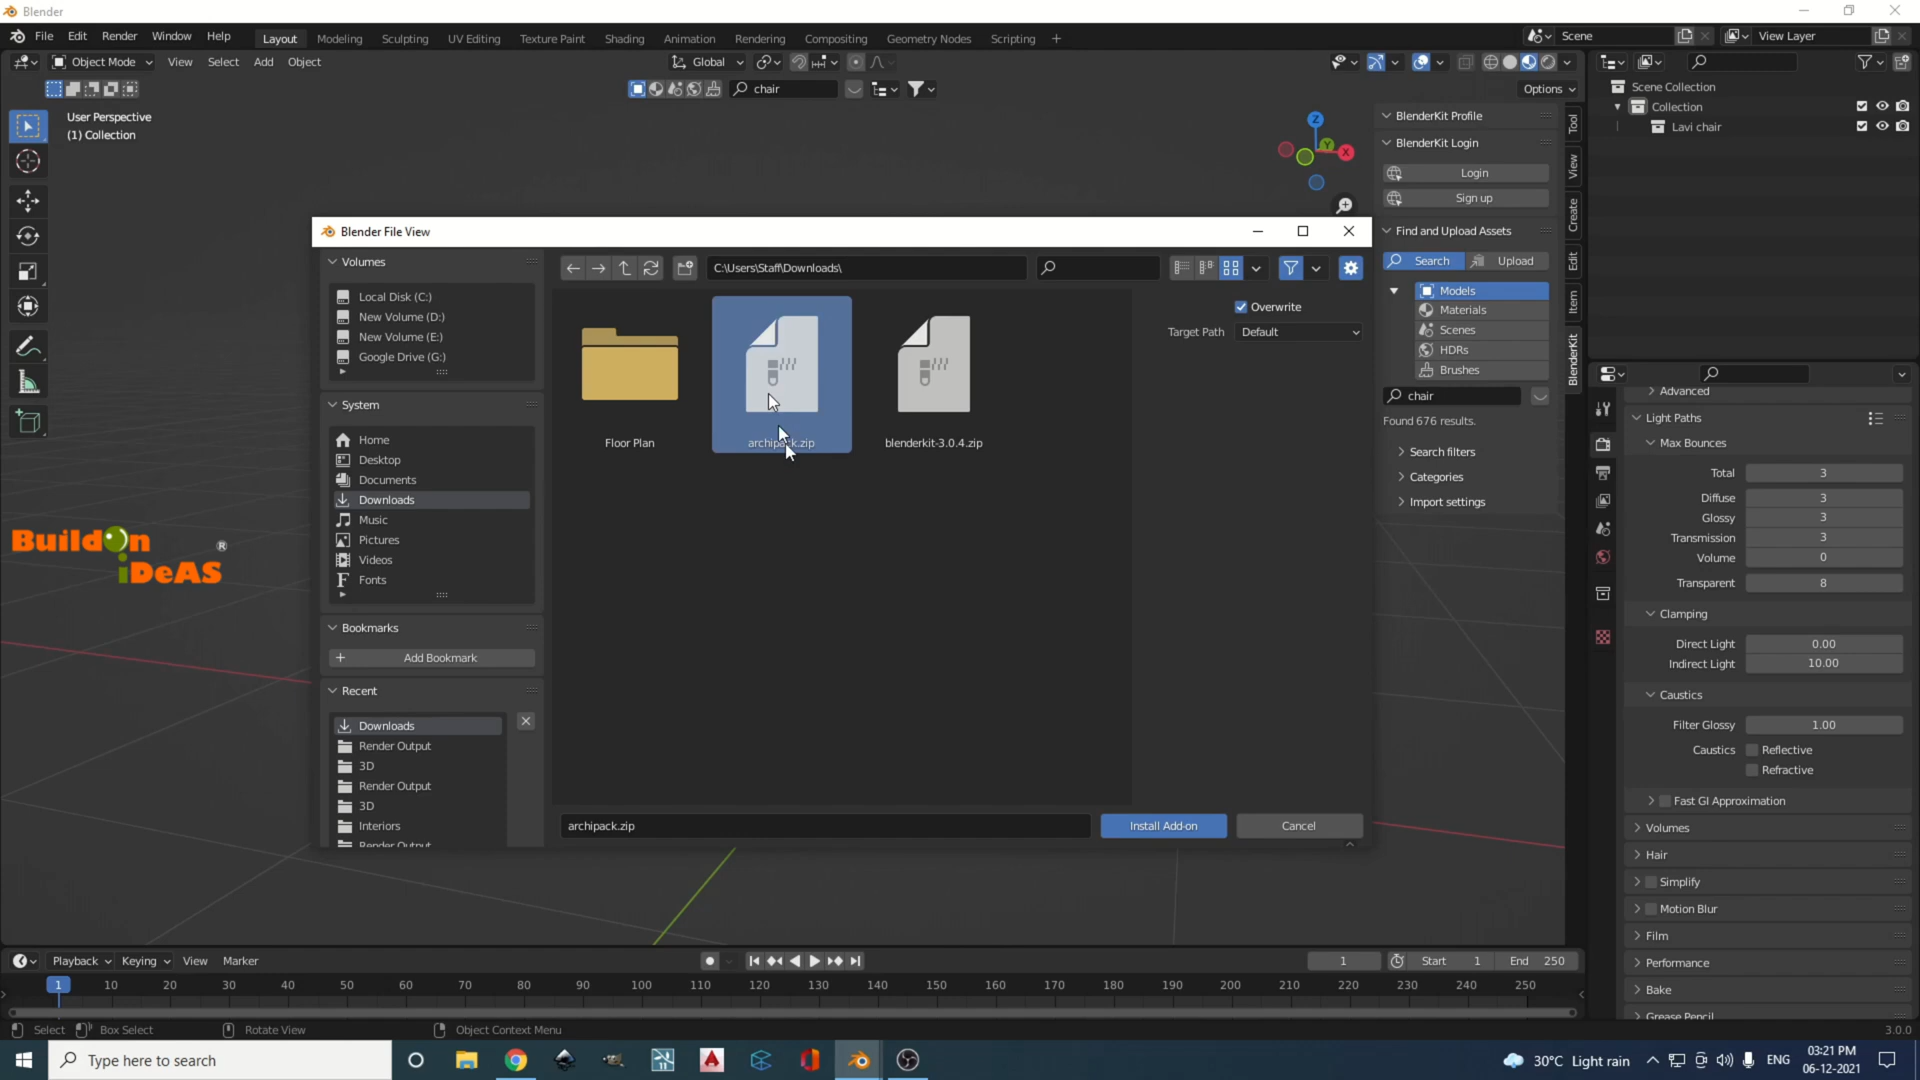 Blender
File Edit Render Window Help
Layout Modeling Sculpting UV Editing Texture Paint Shading Animation Rendering Compositing Geometry Nodes Scripting +
Scene
View Layer
Object Mode View Select Add Object
Global
chair
Options
User Perspective
(1) Collection
Z
Y
X
BuildOn
iDeAS
®
Blender File View
Volumes
Local Disk (C:)
New Volume (D:)
New Volume (E:)
Google Drive (G:)
System
Home
Desktop
Documents
Downloads
Music
Pictures
Videos
Fonts
Bookmarks
Add Bookmark
Recent
Downloads
Render Output
3D
Render Output
3D
Interiors
Render Output
C:\Users\Staff\Downloads\
Floor Plan
archipack.zip
blenderkit-3.0.4.zip
Overwrite
Target Path Default
archipack.zip
Install Add-on
Cancel
BlenderKit Profile
BlenderKit Login
Login
Sign up
Find and Upload Assets
Search Upload
Models
Materials
Scenes
HDRs
Brushes
chair
Found 676 results.
Search filters
Categories
Import settings
Tool
View
Create
Edit
Item
BlenderKit
Scene Collection
Collection
Lavi chair
Advanced
Light Paths
Max Bounces
Total 3
Diffuse 3
Glossy 3
Transmission 3
Volume 0
Transparent 8
Clamping
Direct Light 0.00
Indirect Light 10.00
Caustics
Filter Glossy 1.00
Caustics Reflective
Refractive
Fast GI Approximation
Volumes
Hair
Simplify
Motion Blur
Film
Performance
Bake
Grease Pencil
Playback Keying View Marker
1
Start 1
End 250
1 10 20 30 40 50 60 70 80 90 100 110 120 130 140 150 160 170 180 190 200 210 220 230 240 250
Select Box Select Rotate View Object Context Menu
3.0.0
Type here to search
30°C Light rain
ENG
03:21 PM
06-12-2021